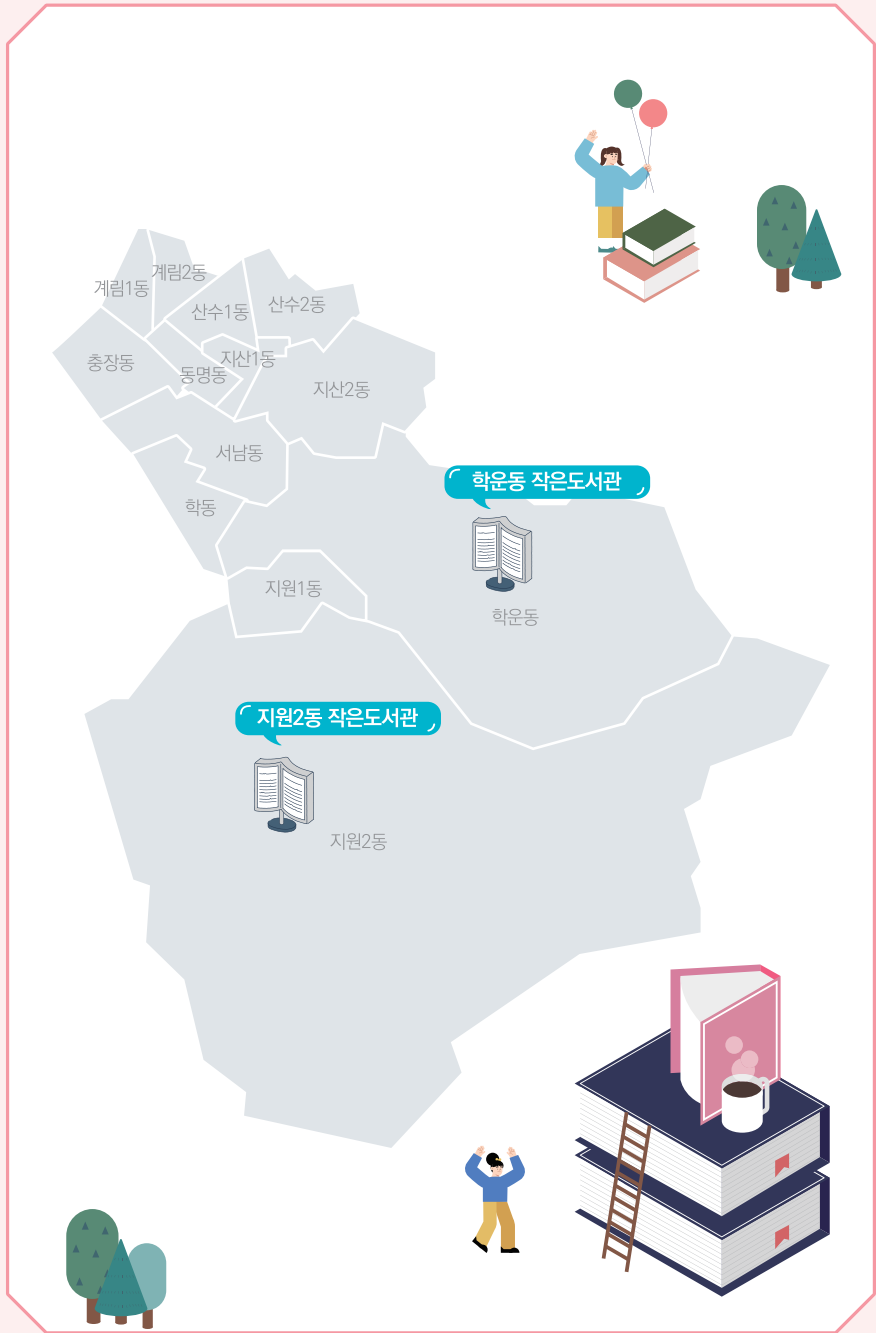 계림2동
계림1동
산수2동
산수1동
지산1동
충장동
동명동
지산2동
서남동
학운동 작은도서관
학동
지원1동
학운동
지원2동 작은도서관
지원2동